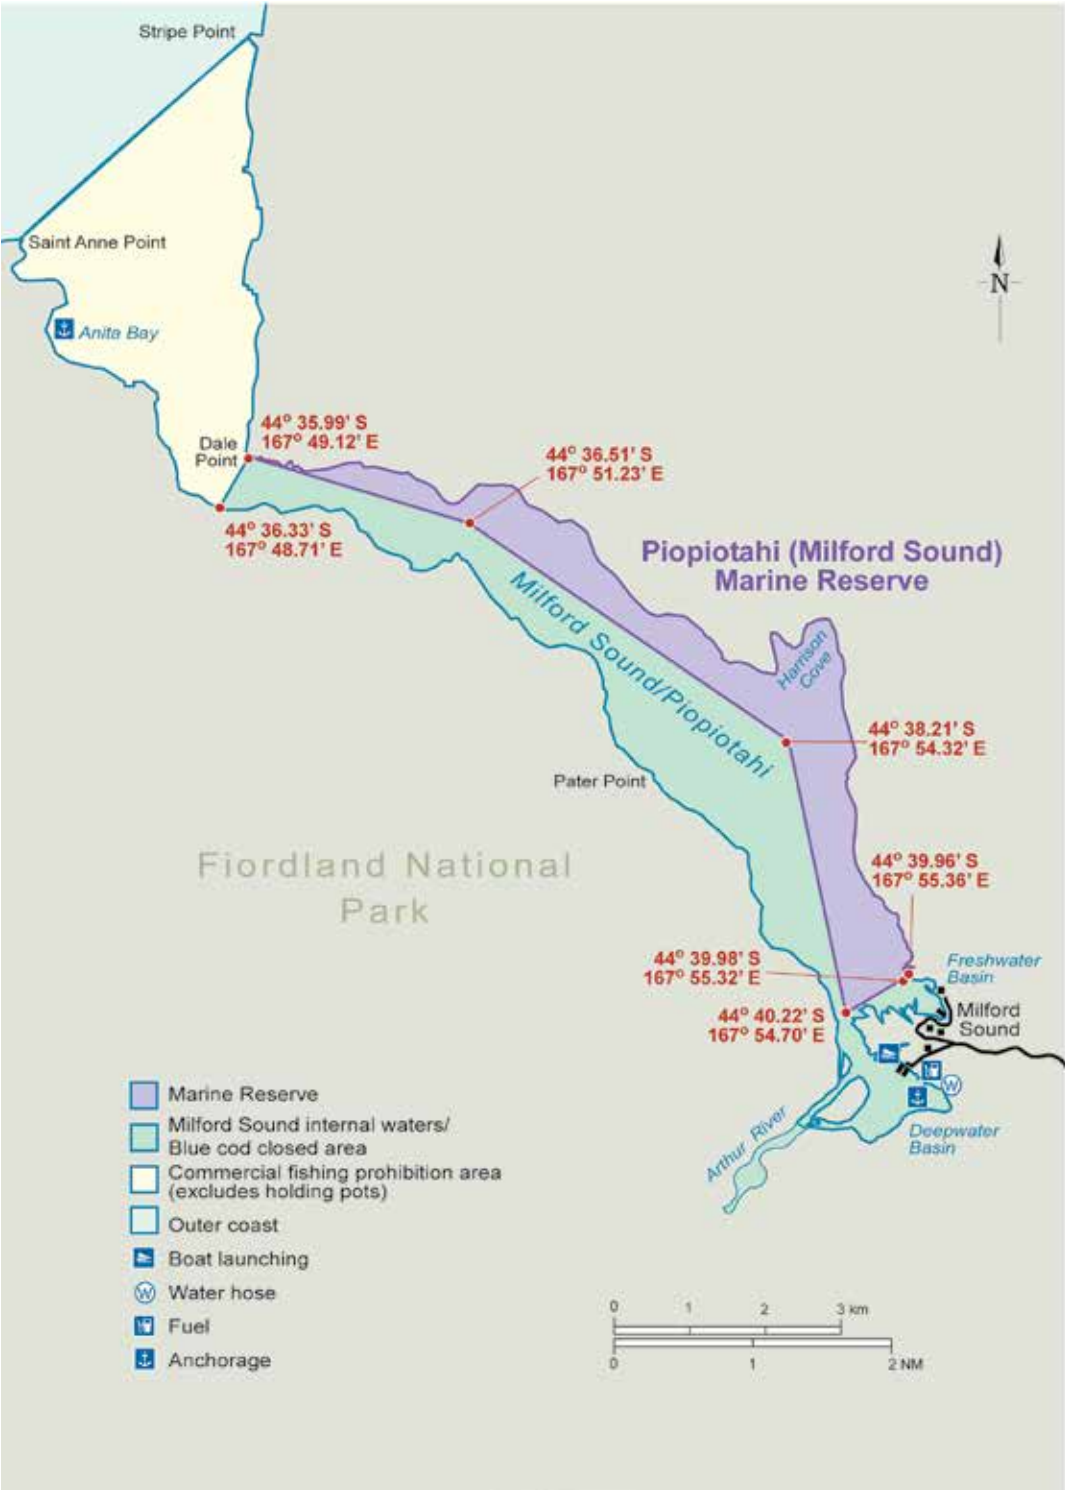 Stripe Point
Saint Anne Point
N
Anita Bay
44° 35.99' S
167° 49.12' E
Dale
Point
44° 36.51' S
167° 51.23' E
44° 36.33' S
167° 48.71' E
Piopiotahi (Milford Sound)
Marine Reserve
Milford Sound/Piopiotahi
Harrison
Cove
44° 38.21' S
167° 54.32' E
Pater Point
Fiordland National
Park
44° 39.96' S
167° 55.36' E
44° 39.98' S
167° 55.32' E
Freshwater
Basin
44° 40.22' S
167° 54.70' E
Milford
Sound
W
Arthur River
Deepwater
Basin
Marine Reserve
Milford Sound internal waters/
Blue cod closed area
Commercial fishing prohibition area
(excludes holding pots)
Outer coast
Boat launching
W Water hose
Fuel
Anchorage
0 1 2 3 km
0 1 2 NM